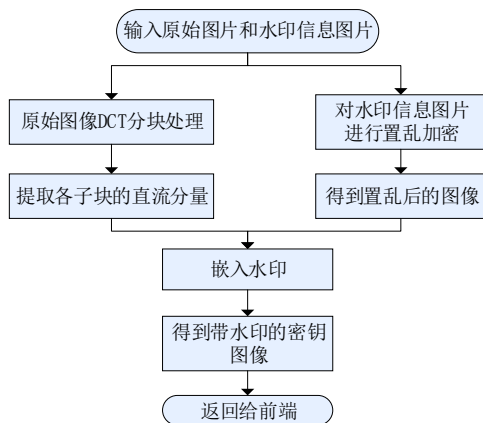 输入原始图片和水印信息图片
原始图像DCT分块处理
对水印信息图片
进行置乱加密
提取各子块的直流分量
得到置乱后的图像
嵌入水印
得到带水印的密钥
图像
返回给前端